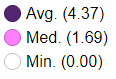 Avg. (4.37)
Med. (1.69)
Min. (0.00)